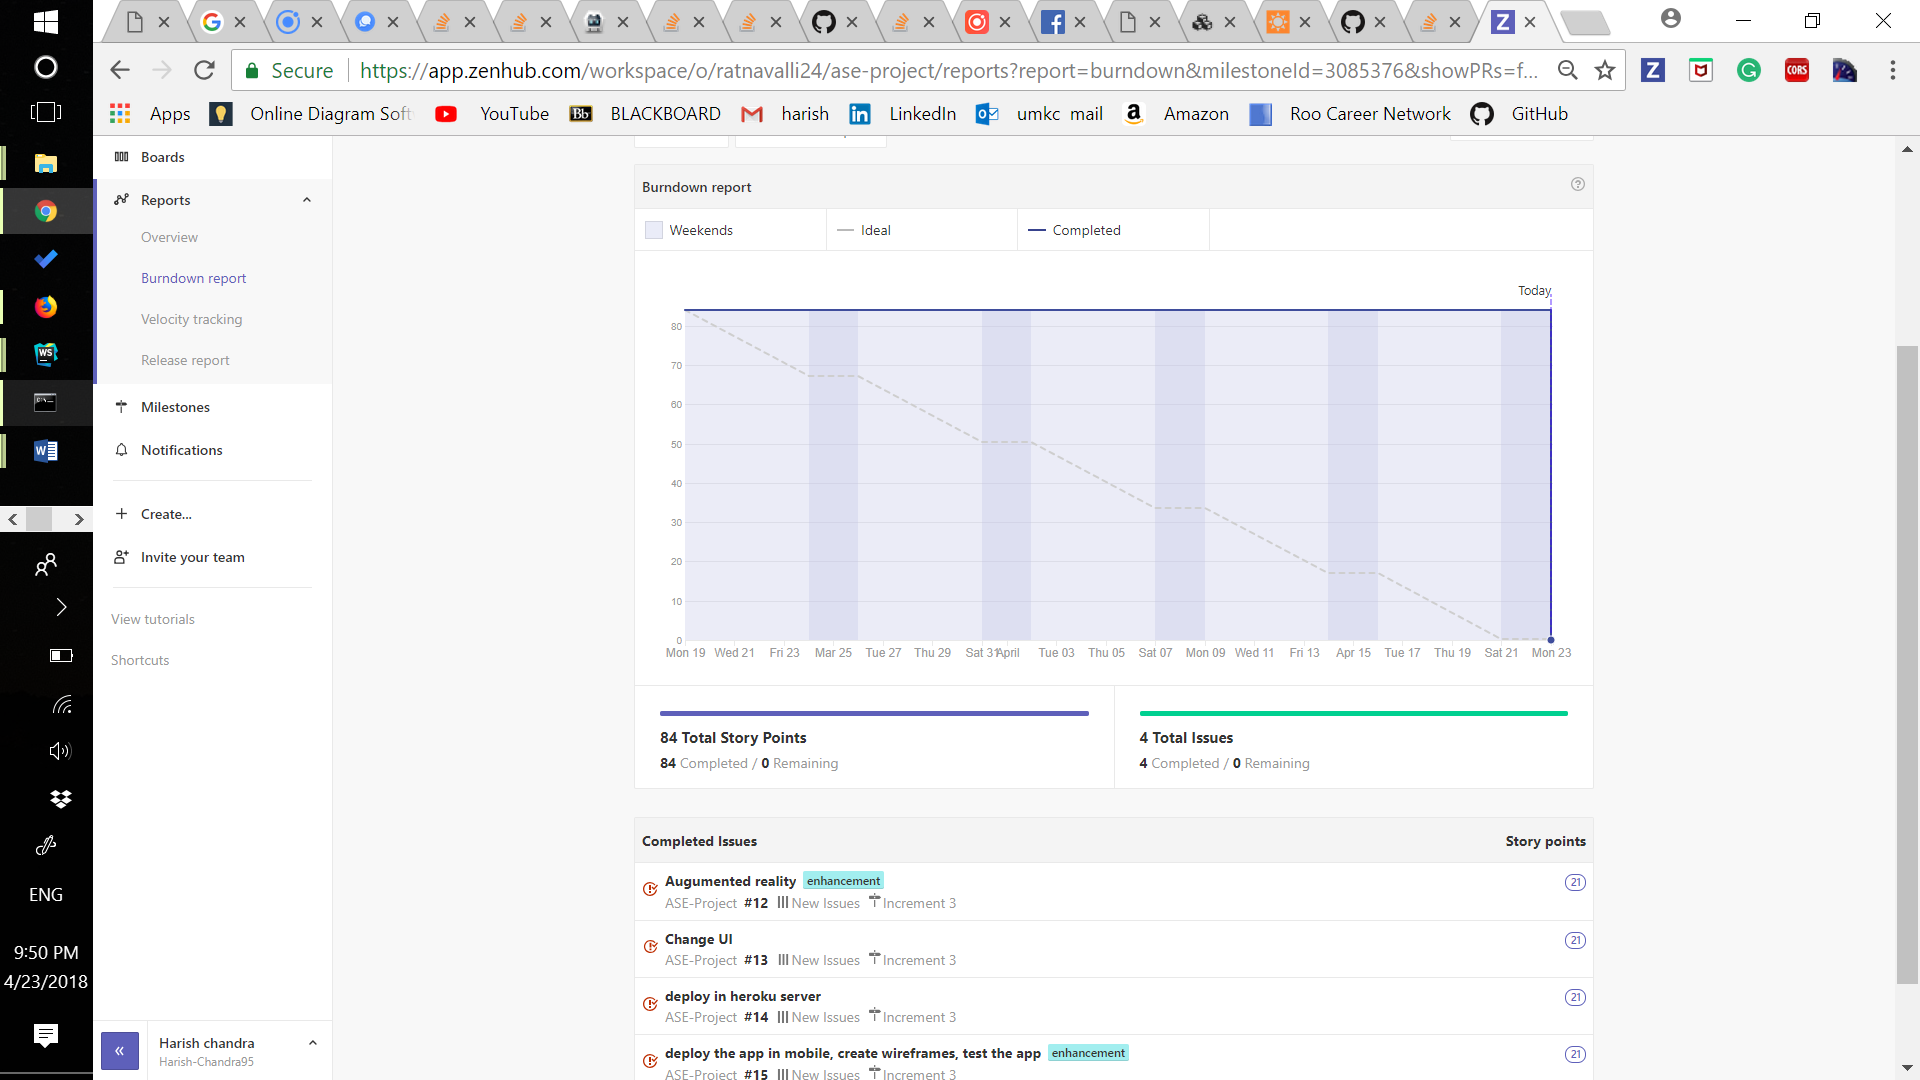 Secure
https://app.zenhub.com/workspace/o/ratnavalli24/ase-project/reports?report=burndown&milestoneId=3085376&showPRs=f...
Apps Online Diagram Soft YouTube BLACKBOARD harish LinkedIn umkc mail Amazon Roo Career Network GitHub
Boards
Reports
Overview
Burndown report
Velocity tracking
Release report
Milestones
Notifications
Create...
Invite your team
View tutorials
Shortcuts
Harish chandra
Harish-Chandra95
ENG
9:50 PM
4/23/2018
Burndown report
Weekends Ideal Completed
Today
80
70
60
50
40
30
20
10
0
Mon 19 Wed 21 Fri 23 Mar 25 Tue 27 Thu 29 Sat 31 April Tue 03 Thu 05 Sat 07 Mon 09 Wed 11 Fri 13 Apr 15 Tue 17 Thu 19 Sat 21 Mon 23
84 Total Story Points
84 Completed / 0 Remaining
4 Total Issues
4 Completed / 0 Remaining
Completed Issues Story points
Augumented reality enhancement 21
ASE-Project #12 New Issues Increment 3
Change UI 21
ASE-Project #13 New Issues Increment 3
deploy in heroku server 21
ASE-Project #14 New Issues Increment 3
deploy the app in mobile, create wireframes, test the app enhancement 21
ASE-Project #15 New Issues Increment 3